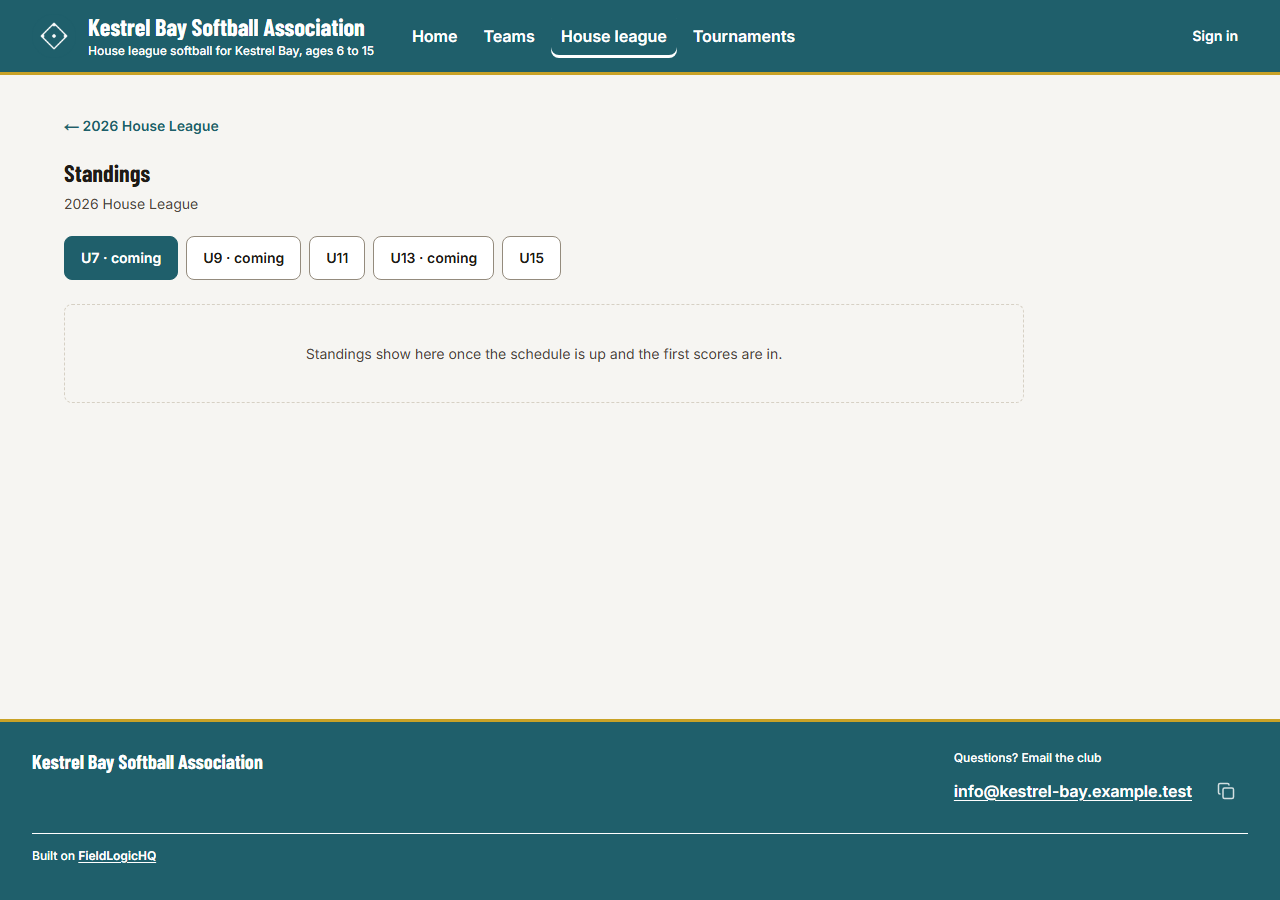 Kestrel Bay Softball Association
House league softball for Kestrel Bay, ages 6 to 15
Home
Teams
House league
Tournaments
Sign in
← 2026 House League
Standings
2026 House League
U7 · coming
U9 · coming
U11
U13 · coming
U15
Standings show here once the schedule is up and the first scores are in.
Kestrel Bay Softball Association
Questions? Email the club
info@kestrel-bay.example.test
Built on FieldLogicHQ